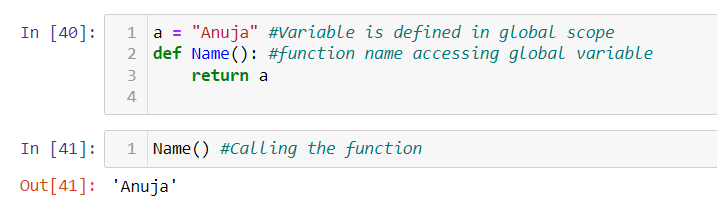 In [40]: 1 a = "Anuja" #Variable is defined in global scope
2 def Name(): #function name accessing global variable
3     return a
4
In [41]: 1 Name() #Calling the function
Out[41]: 'Anuja'